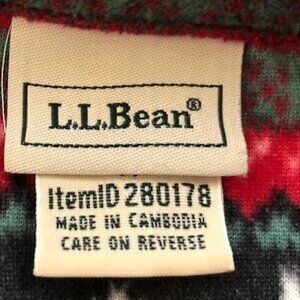 L.L.Bean®
ItemID 280178
MADE IN CAMBODIA
CARE ON REVERSE